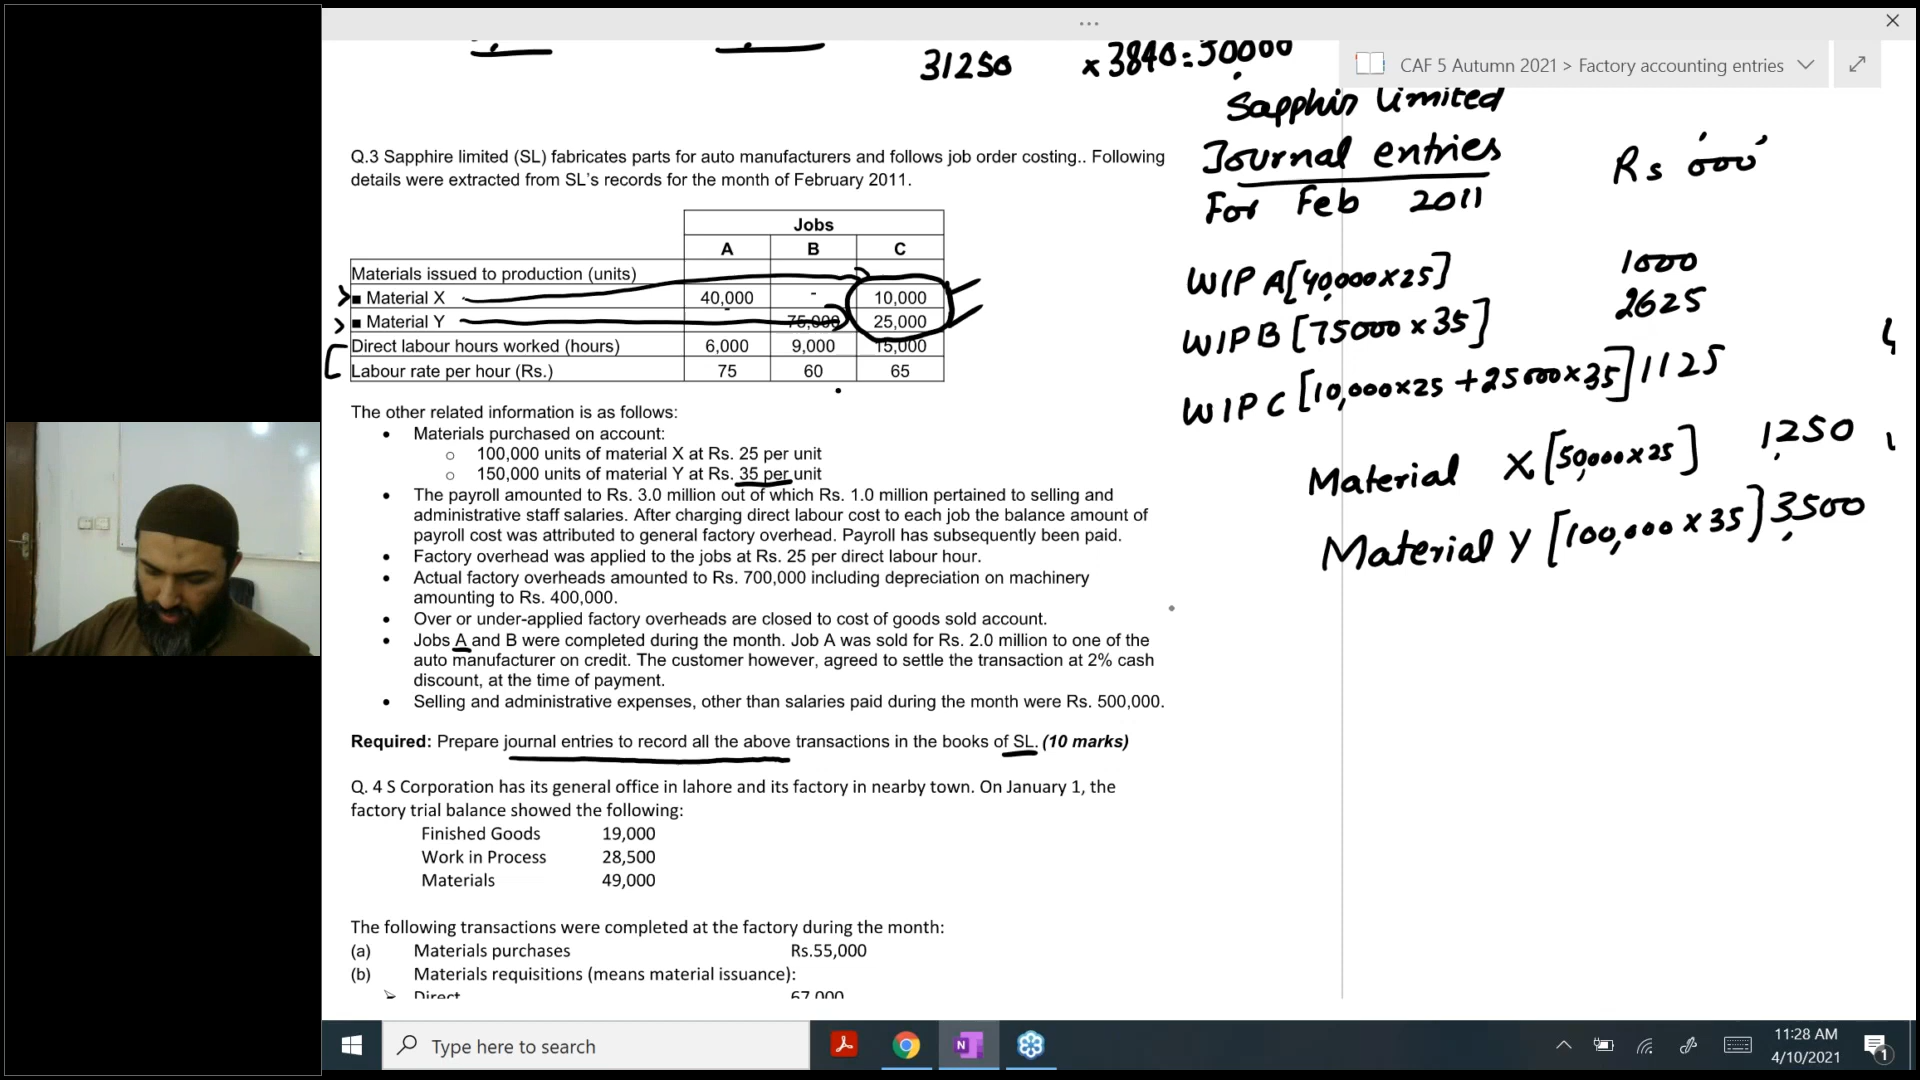 31250 x3840=30000
CAF 5 Autumn 2021 > Factory accounting entries
Sapphir Limited
Journal entries
Rs '000'
For Feb 2011
Q.3 Sapphire limited (SL) fabricates parts for auto manufacturers and follows job order costing.. Following
details were extracted from SL's records for the month of February 2011.
Jobs
A B C
Materials issued to production (units)
■ Material X 40,000 - 10,000
■ Material Y - 75,000 25,000
Direct labour hours worked (hours) 6,000 9,000 15,000
Labour rate per hour (Rs.) 75 60 65
The other related information is as follows:
• Materials purchased on account:
o 100,000 units of material X at Rs. 25 per unit
o 150,000 units of material Y at Rs. 35 per unit
• The payroll amounted to Rs. 3.0 million out of which Rs. 1.0 million pertained to selling and
administrative staff salaries. After charging direct labour cost to each job the balance amount of
payroll cost was attributed to general factory overhead. Payroll has subsequently been paid.
• Factory overhead was applied to the jobs at Rs. 25 per direct labour hour.
• Actual factory overheads amounted to Rs. 700,000 including depreciation on machinery
amounting to Rs. 400,000.
• Over or under-applied factory overheads are closed to cost of goods sold account.
• Jobs A and B were completed during the month. Job A was sold for Rs. 2.0 million to one of the
auto manufacturer on credit. The customer however, agreed to settle the transaction at 2% cash
discount, at the time of payment.
• Selling and administrative expenses, other than salaries paid during the month were Rs. 500,000.
Required: Prepare journal entries to record all the above transactions in the books of SL. (10 marks)
Q. 4 S Corporation has its general office in lahore and its factory in nearby town. On January 1, the
factory trial balance showed the following:
Finished Goods 19,000
Work in Process 28,500
Materials 49,000
The following transactions were completed at the factory during the month:
(a) Materials purchases Rs.55,000
(b) Materials requisitions (means material issuance):
➢ Direct 67,000
WIP A[40,000x25] 1000
WIP B [75000x35] 2625
WIP C [10,000x25 +25000x35] 1125
Material X [50,000x25] 1,250
Material Y [100,000x35] 3,500
Type here to search
11:28 AM
4/10/2021
1